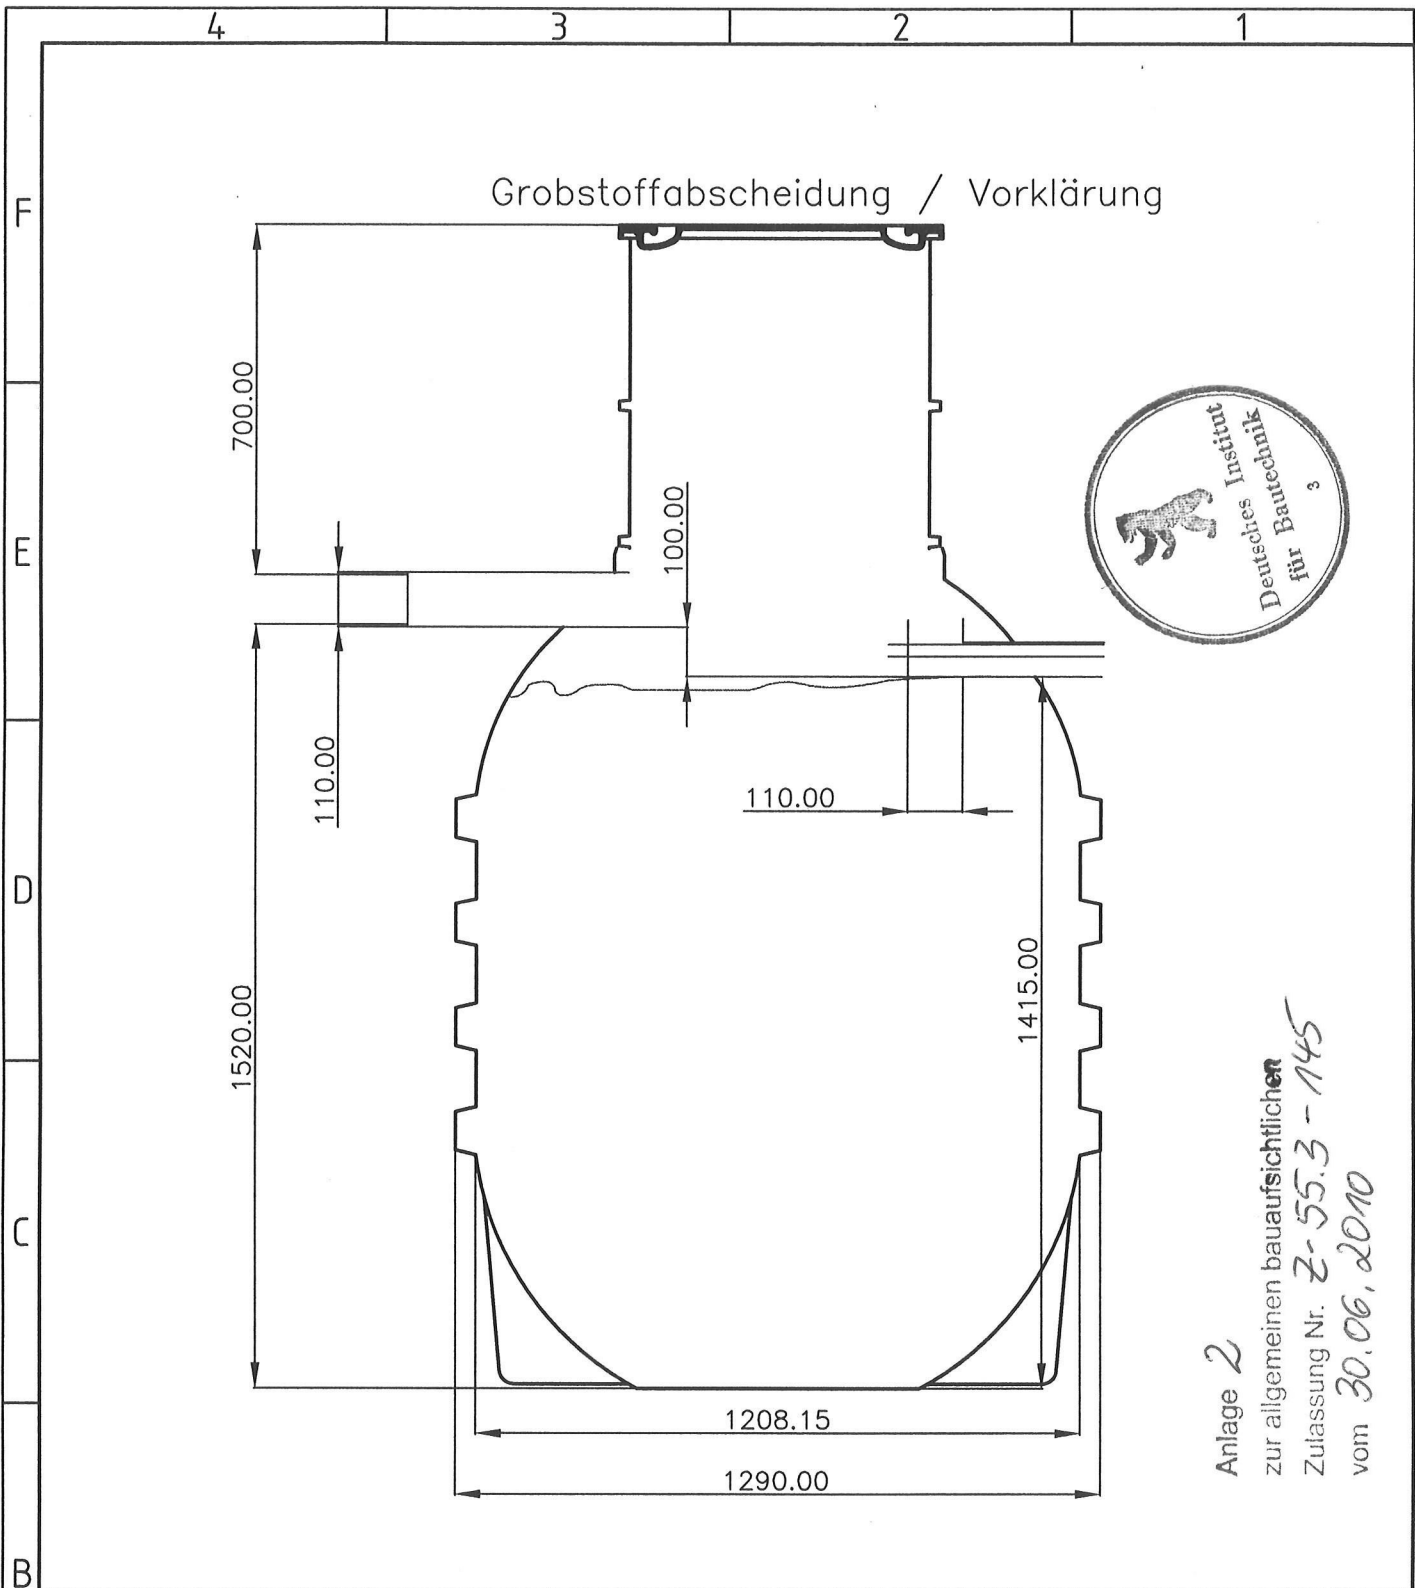 4 3 2 1
F
E
D
C
B
Grobstoffabscheidung / Vorklärung
700.00
100.00
110.00
110.00
1520.00
1415.00
1208.15
1290.00
Deutsches Institut
für Bautechnik
3
Anlage 2
zur allgemeinen bauaufsichtlichen
Zulassung Nr. Z-55.3-145
vom 30.06.2010